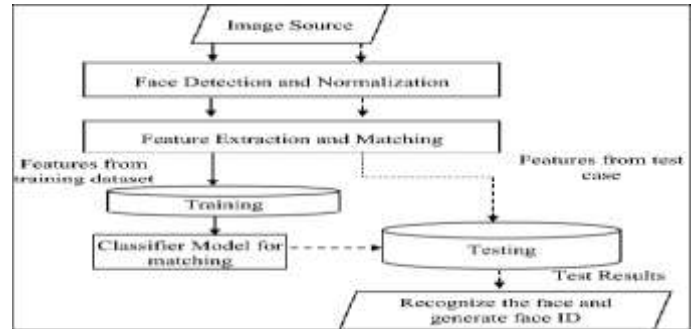 Image Source
Face Detection and Normalization
Feature Extraction and Matching
Features from
training dataset
Features from test
case
Training
Classifier Model for
matching
Testing
Test Results
Recognize the face and
generate face ID